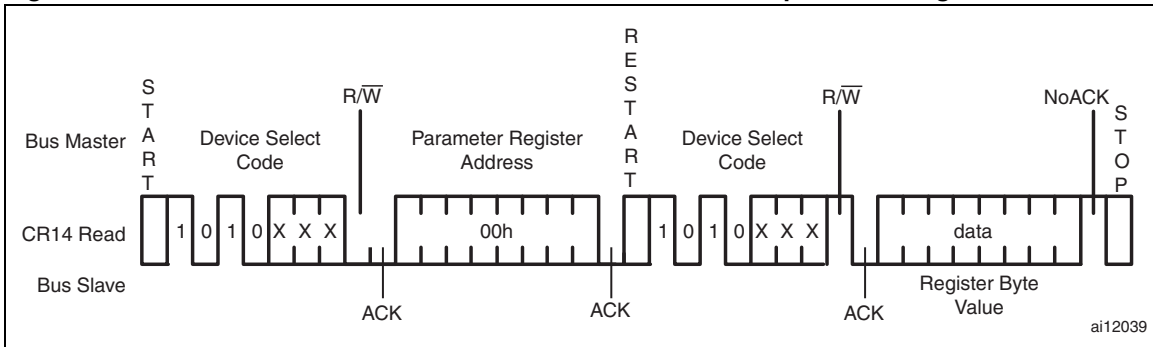 START
R/W
RESTART
R/W
NoACK
STOP
Bus Master
Device Select
Code
Parameter Register
Address
Device Select
Code
CR14 Read
1 0 1 0 X X X
00h
1 0 1 0 X X X
data
Bus Slave
ACK
ACK
ACK
Register Byte
Value
ai12039